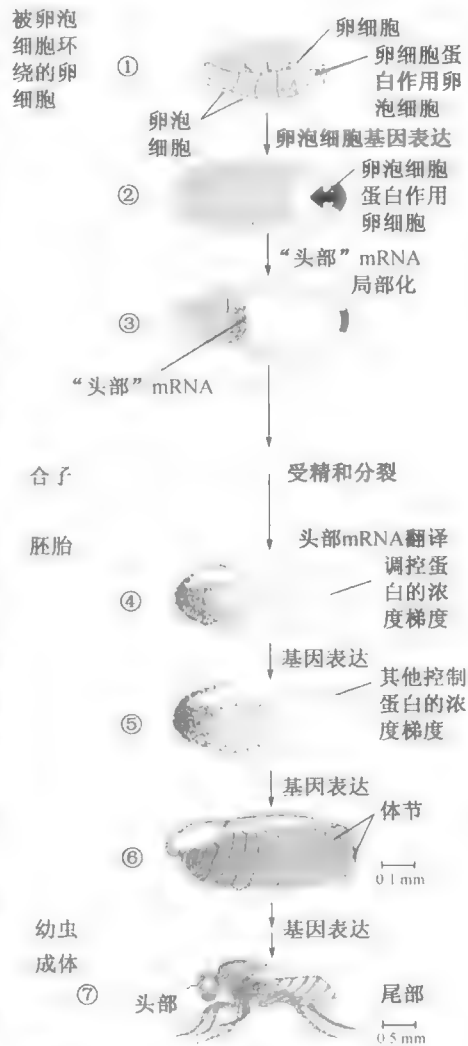 被卵泡
细胞环
绕的卵
细胞
①
卵细胞
卵细胞蛋
白作用卵
泡细胞
卵泡
细胞
卵泡细胞基因表达
②
卵泡细胞
蛋白作用
卵细胞
“头部”mRNA
局部化
③
“头部”mRNA
合子
受精和分裂
胚胎
头部mRNA翻译
④
调控蛋
白的浓
度梯度
基因表达
⑤
其他控制
蛋白的浓
度梯度
基因表达
⑥
体节
0.1 mm
幼虫
基因表达
成体
⑦
头部
尾部
0.5 mm